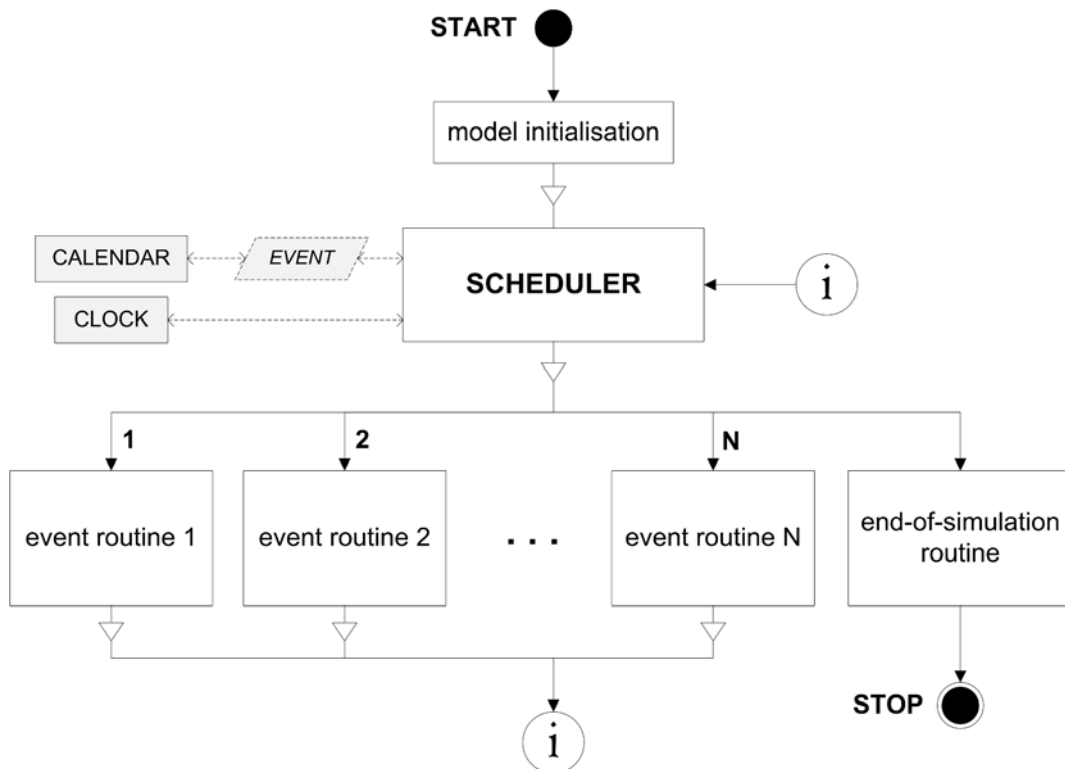 START
model initialisation
CALENDAR
EVENT
SCHEDULER
i
CLOCK
1
2
N
event routine 1
event routine 2
. . .
event routine N
end-of-simulation
routine
STOP
i